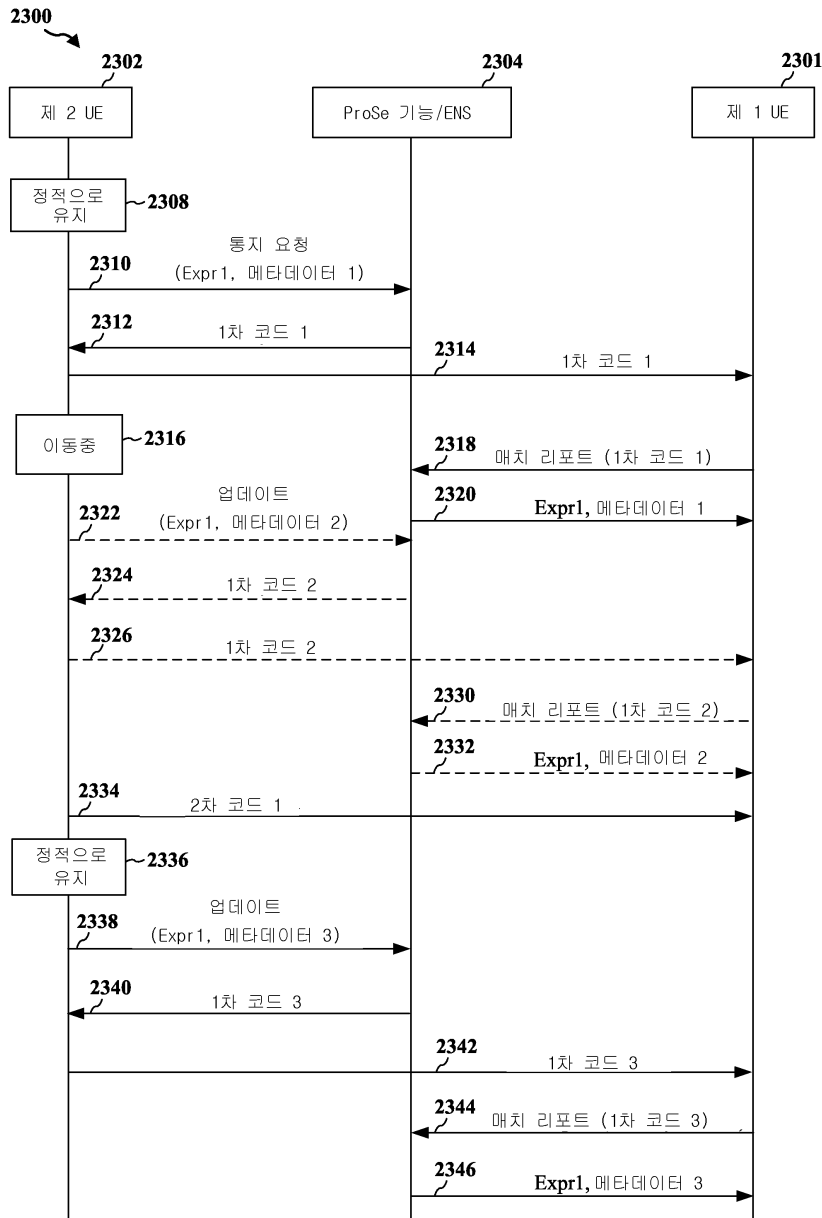 2300
2302
2304
2301
제 2 UE
ProSe 기능/ENS
제 1 UE
정적으로
유지
2308
통지 요청
2310
(Expr1, 메타데이터 1)
2312
1차 코드 1
2314
1차 코드 1
이동중
2316
2318
매치 리포트 (1차 코드 1)
업데이트
2320
Expr1, 메타데이터 1
2322
(Expr1, 메타데이터 2)
2324
1차 코드 2
2326
1차 코드 2
2330
매치 리포트 (1차 코드 2)
2332
Expr1, 메타데이터 2
2334
2차 코드 1
정적으로
유지
2336
업데이트
2338
(Expr1, 메타데이터 3)
2340
1차 코드 3
2342
1차 코드 3
2344
매치 리포트 (1차 코드 3)
2346
Expr1, 메타데이터 3